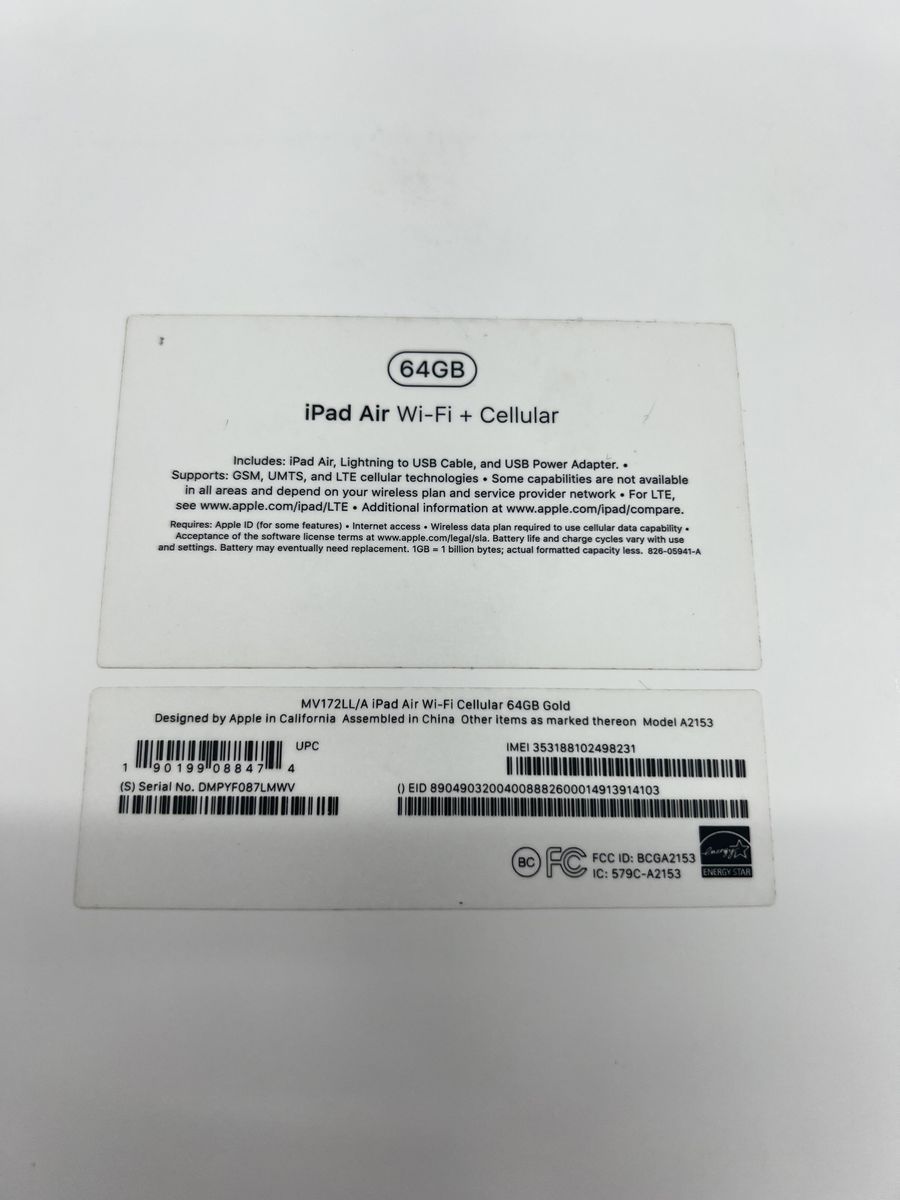 64GB
iPad Air Wi-Fi + Cellular
Includes: iPad Air, Lightning to USB Cable, and USB Power Adapter. •
Supports: GSM, UMTS, and LTE cellular technologies • Some capabilities are not available
in all areas and depend on your wireless plan and service provider network • For LTE,
see www.apple.com/ipad/LTE • Additional information at www.apple.com/ipad/compare.
Requires: Apple ID (for some features) • Internet access • Wireless data plan required to use cellular data capability •
Acceptance of the software license terms at www.apple.com/legal/sla. Battery life and charge cycles vary with use
and settings. Battery may eventually need replacement. 1GB = 1 billion bytes; actual formatted capacity less. 826-05941-A
MV172LL/A iPad Air Wi-Fi Cellular 64GB Gold
Designed by Apple in California Assembled in China Other items as marked thereon Model A2153
UPC
1 90199 08847 4
IMEI 353188102498231
(S) Serial No. DMPYF087LMWV
() EID 89049032004008882600014913914103
BC FC FCC ID: BCGA2153
IC: 579C-A2153
energy
ENERGY STAR